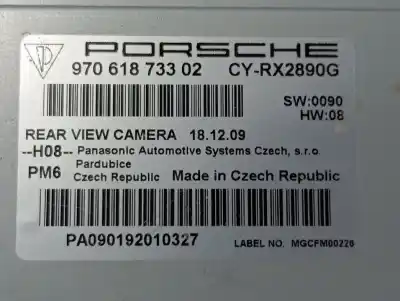 PORSCHE
970 618 733 02 CY-RX2890G
SW:0090
HW:08
REAR VIEW CAMERA 18.12.09
--H08-- Panasonic Automotive Systems Czech, s.r.o.
Pardubice
PM6 Czech Republic Made in Czech Republic
PA090192010327 LABEL NO. MGCFM00220